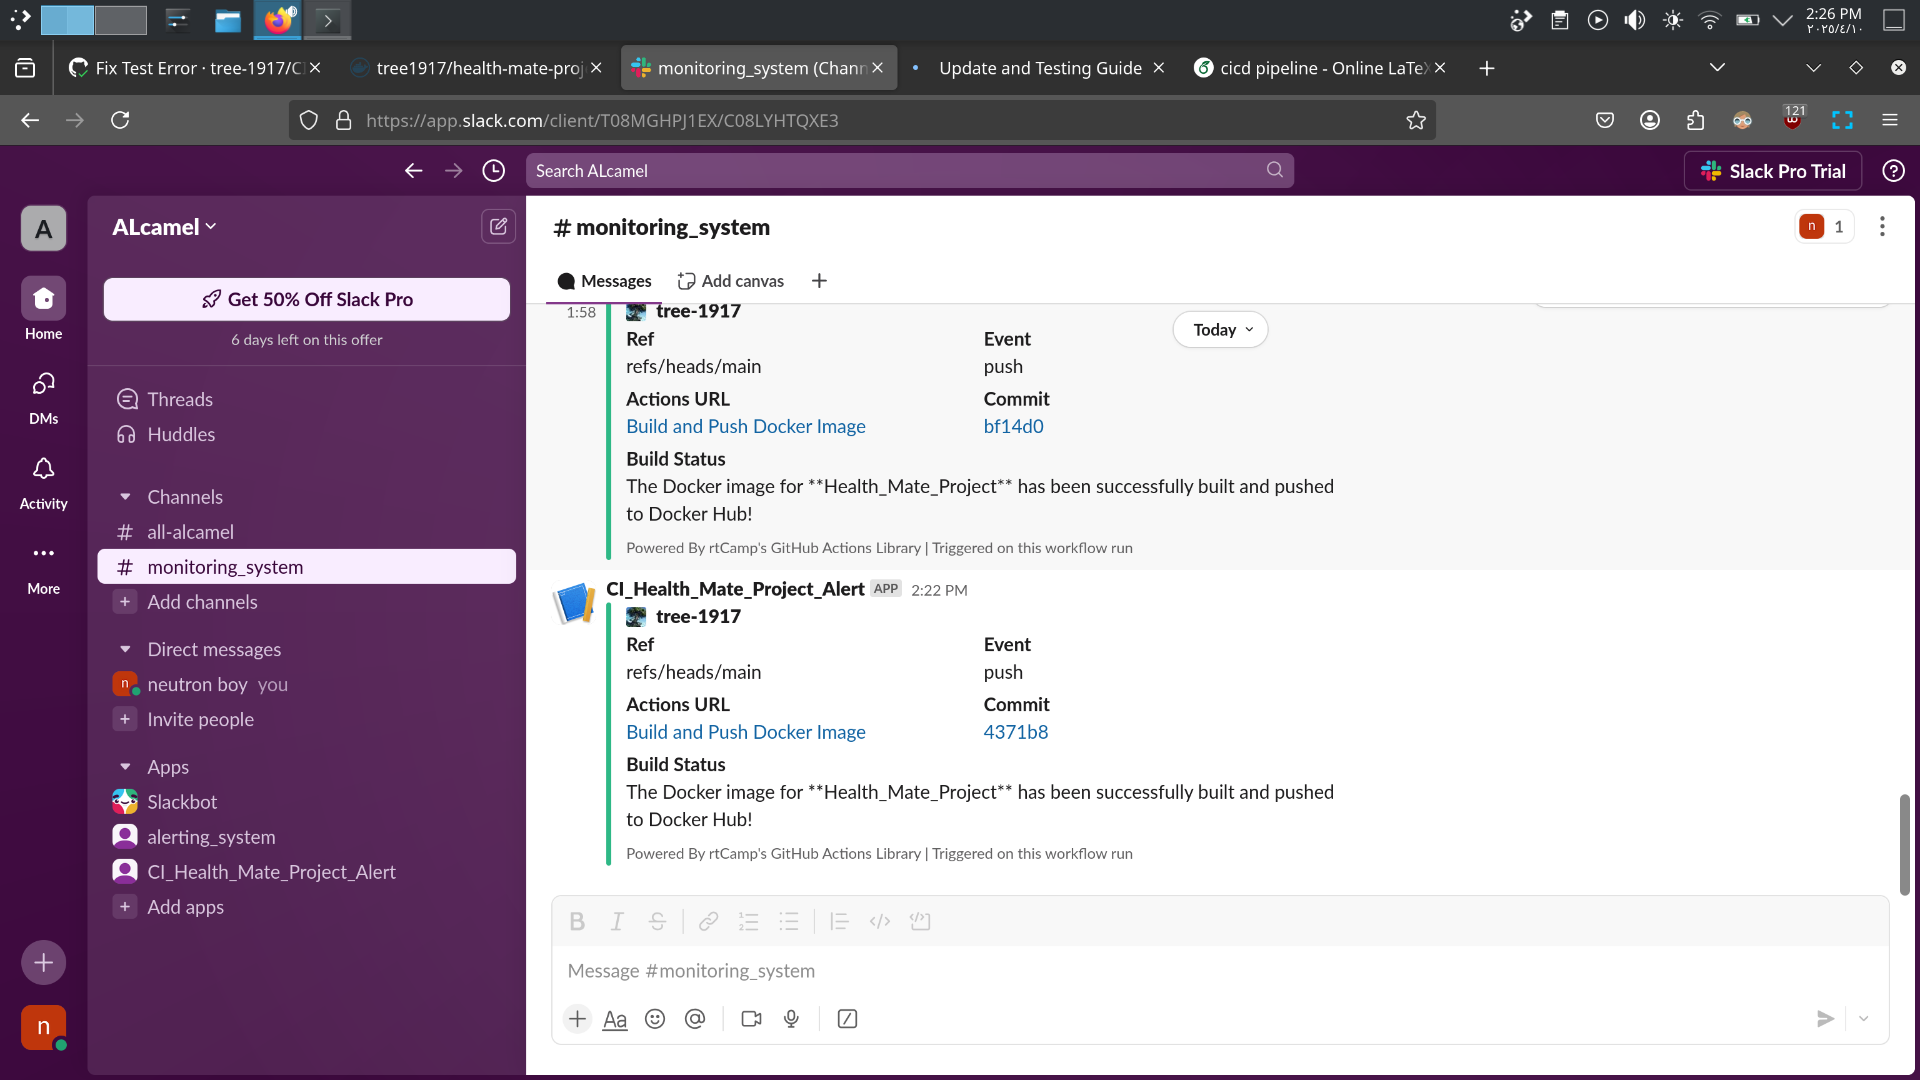 2:26 PM
٢٠٢٥/٤/١٠
Fix Test Error · tree-1917/C
tree1917/health-mate-proj
monitoring_system (Chann
Update and Testing Guide
cicd pipeline - Online LaTeX
https://app.slack.com/client/T08MGHPJ1EX/C08LYHTQXE3
121
Search ALcamel
Slack Pro Trial
A
Home
DMs
Activity
More
n
ALcamel
Get 50% Off Slack Pro
6 days left on this offer
Threads
Huddles
Channels
# all-alcamel
# monitoring_system
+ Add channels
Direct messages
n neutron boy you
+ Invite people
Apps
Slackbot
alerting_system
CI_Health_Mate_Project_Alert
+ Add apps
# monitoring_system
n 1
Messages
Add canvas
Today
1:58
tree-1917
Ref
Event
refs/heads/main
push
Actions URL
Commit
Build and Push Docker Image
bf14d0
Build Status
The Docker image for **Health_Mate_Project** has been successfully built and pushed
to Docker Hub!
Powered By rtCamp's GitHub Actions Library | Triggered on this workflow run
CI_Health_Mate_Project_Alert APP 2:22 PM
tree-1917
Ref
Event
refs/heads/main
push
Actions URL
Commit
Build and Push Docker Image
4371b8
Build Status
The Docker image for **Health_Mate_Project** has been successfully built and pushed
to Docker Hub!
Powered By rtCamp's GitHub Actions Library | Triggered on this workflow run
Message #monitoring_system
Aa